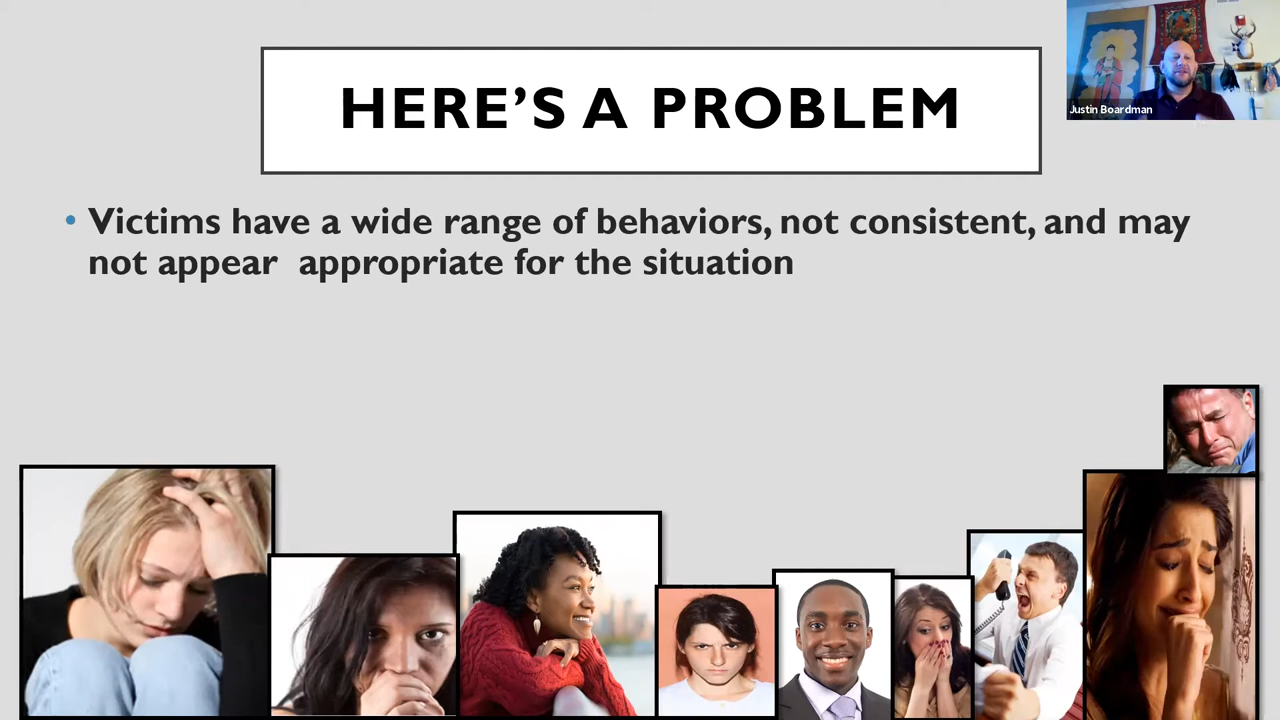 HERE'S A PROBLEM
Justin Boardman
• Victims have a wide range of behaviors, not consistent, and may
not appear  appropriate for the situation